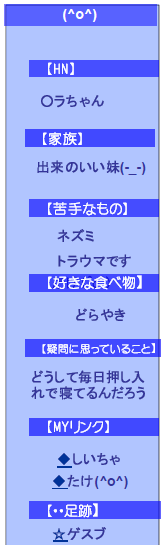 (^o^)
【HN】
〇ラちゃん
【家族】
出来のいい妹(-_-)
【苦手なもの】
ネズミ
トラウマです
【好きな食べ物】
どらやき
【疑問に思っていること】
どうして毎日押し入
れで寝てるんだろう
【MYリンク】
◆しいちゃ
◆たけ(^o^)
【・・足跡】
☆ゲスブ